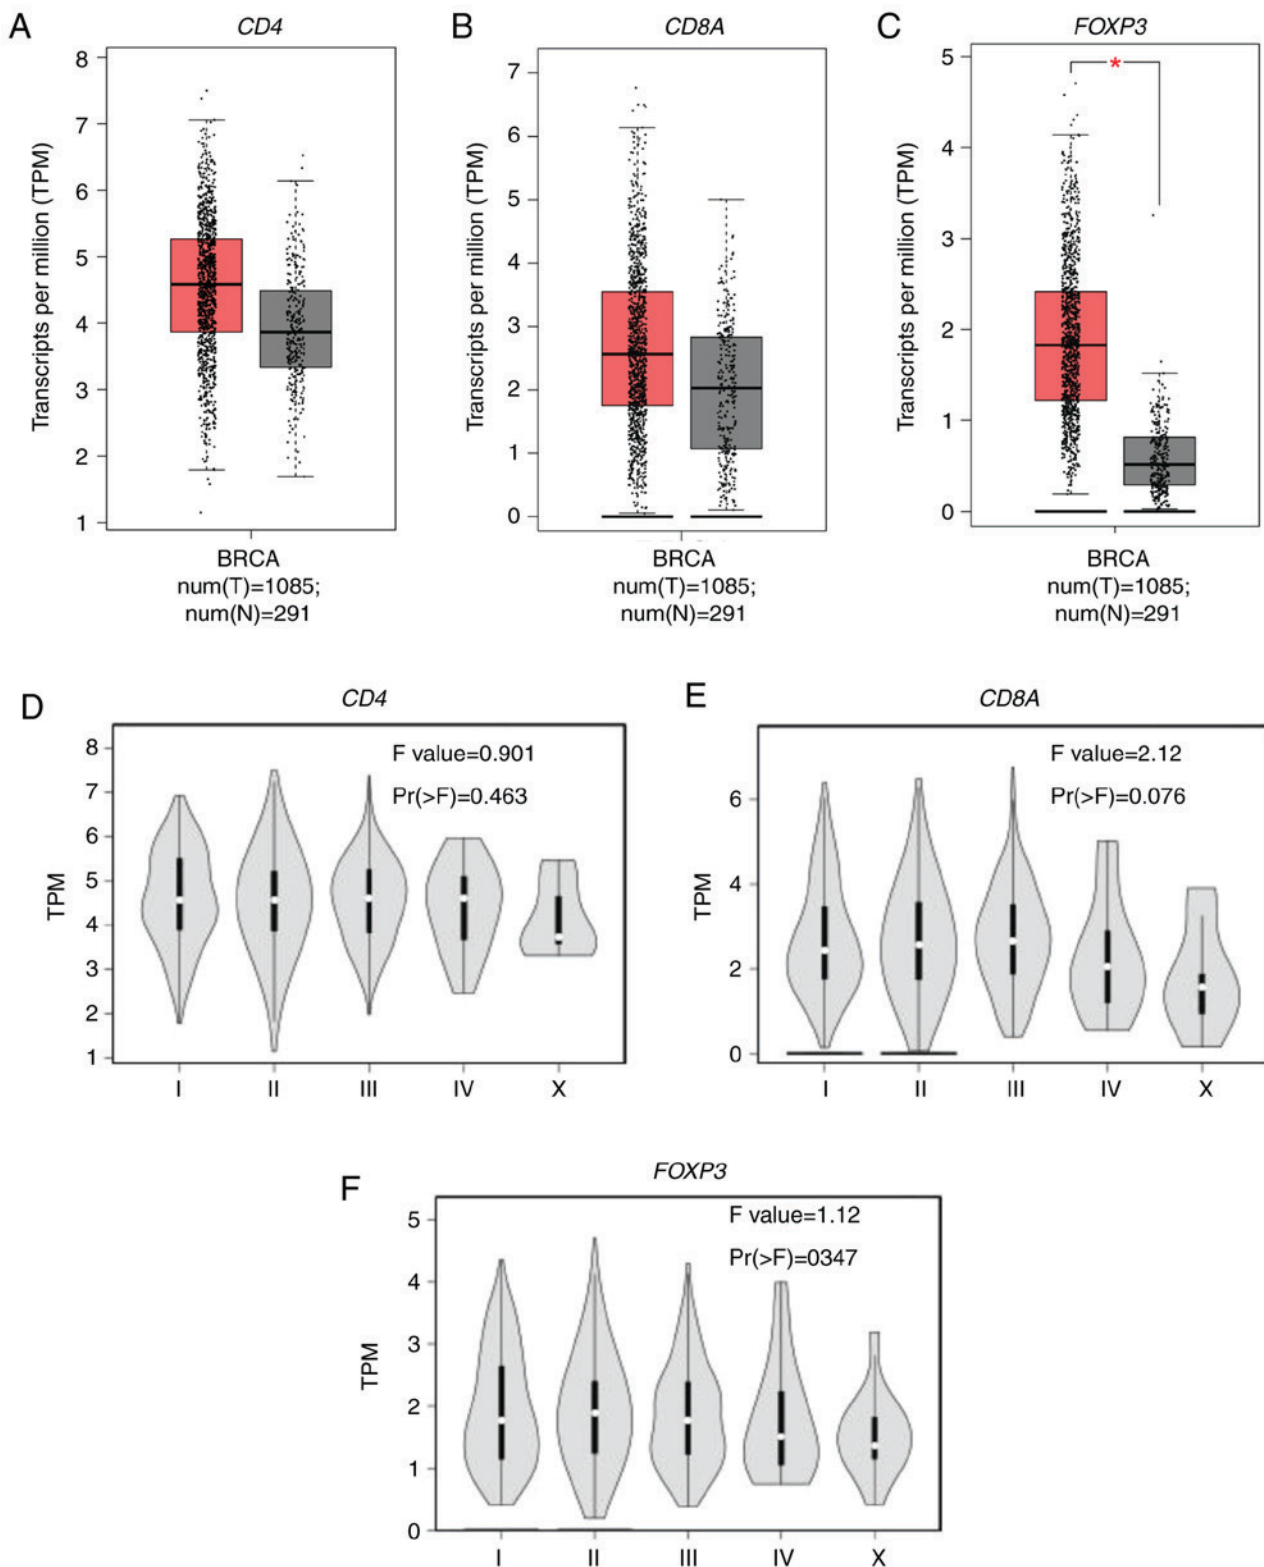 A
CD4
Transcripts per million (TPM)
8
7
6
5
4
3
2
1
BRCA
num(T)=1085;
num(N)=291
B
CD8A
Transcripts per million (TPM)
7
6
5
4
3
2
1
0
BRCA
num(T)=1085;
num(N)=291
C
FOXP3
*
Transcripts per million (TPM)
5
4
3
2
1
0
BRCA
num(T)=1085;
num(N)=291
D
CD4
F value=0.901
Pr(>F)=0.463
TPM
8
7
6
5
4
3
2
1
I II III IV X
E
CD8A
F value=2.12
Pr(>F)=0.076
TPM
6
4
2
0
I II III IV X
F
FOXP3
F value=1.12
Pr(>F)=0347
TPM
5
4
3
2
1
0
I II III IV X